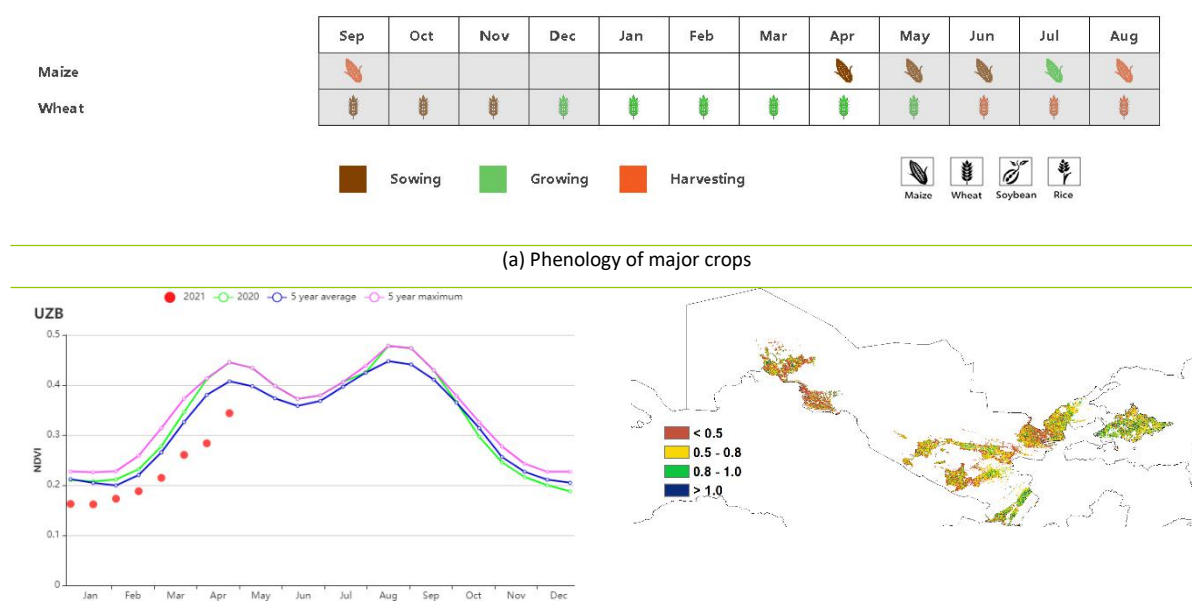 Sep Oct Nov Dec Jan Feb Mar Apr May Jun Jul Aug
Maize
Wheat
Sowing Growing Harvesting
Maize Wheat Soybean Rice
(a) Phenology of major crops
2021 2020 5 year average 5 year maximum
UZB
0.5
0.4
0.3
0.2
0.1
0
NDVI
Jan Feb Mar Apr May Jun Jul Aug Sep Oct Nov Dec
< 0.5
0.5 - 0.8
0.8 - 1.0
> 1.0